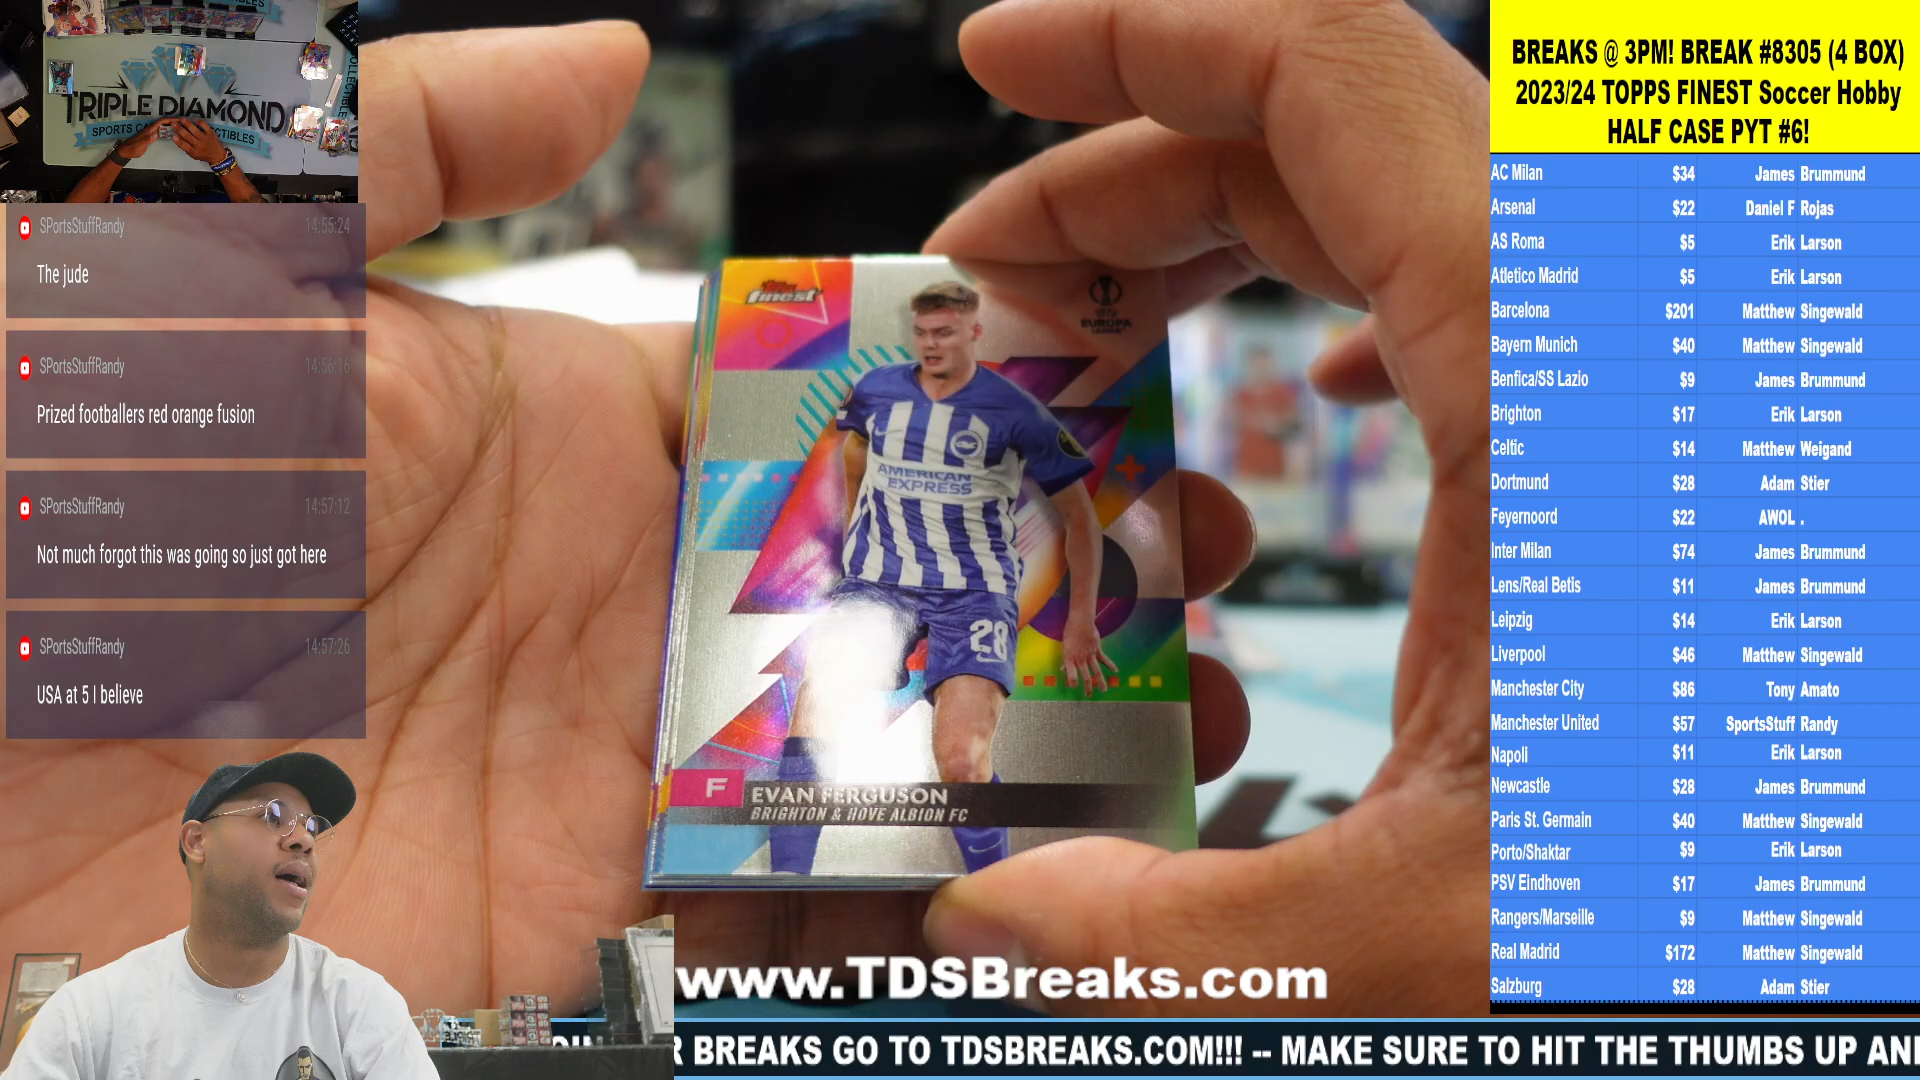 TRIPLE DIAMOND
SPortsStuffRandy 14:55:24
The jude
SPortsStuffRandy 14:56:16
Prized footballers red orange fusion
SPortsStuffRandy 14:57:12
Not much forgot this was going so just got here
SPortsStuffRandy 14:57:26
USA at 5 I believe
finest
EUROPA
LEAGUE
AMERICAN
EXPRESS
28
F EVAN FERGUSON
BRIGHTON & HOVE ALBION FC
www.TDSBreaks.com
R BREAKS GO TO TDSBREAKS.COM!!! -- MAKE SURE TO HIT THE THUMBS UP AN
BREAKS @ 3PM! BREAK #8305 (4 BOX)
2023/24 TOPPS FINEST Soccer Hobby
HALF CASE PYT #6!
AC Milan $34 James Brummund
Arsenal $22 Daniel F Rojas
AS Roma $5 Erik Larson
Atletico Madrid $5 Erik Larson
Barcelona $201 Matthew Singewald
Bayern Munich $40 Matthew Singewald
Benfica/SS Lazio $9 James Brummund
Brighton $17 Erik Larson
Celtic $14 Matthew Weigand
Dortmund $28 Adam Stier
Feyernoord $22 AWOL .
Inter Milan $74 James Brummund
Lens/Real Betis $11 James Brummund
Leipzig $14 Erik Larson
Liverpool $46 Matthew Singewald
Manchester City $86 Tony Amato
Manchester United $57 SportsStuff Randy
Napoli $11 Erik Larson
Newcastle $28 James Brummund
Paris St. Germain $40 Matthew Singewald
Porto/Shaktar $9 Erik Larson
PSV Eindhoven $17 James Brummund
Rangers/Marseille $9 Matthew Singewald
Real Madrid $172 Matthew Singewald
Salzburg $28 Adam Stier